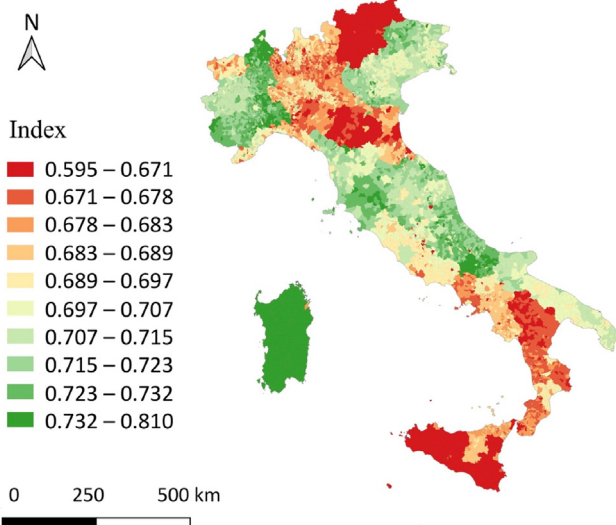 N
Index
0.595 – 0.671
0.671 – 0.678
0.678 – 0.683
0.683 – 0.689
0.689 – 0.697
0.697 – 0.707
0.707 – 0.715
0.715 – 0.723
0.723 – 0.732
0.732 – 0.810
0 250 500 km